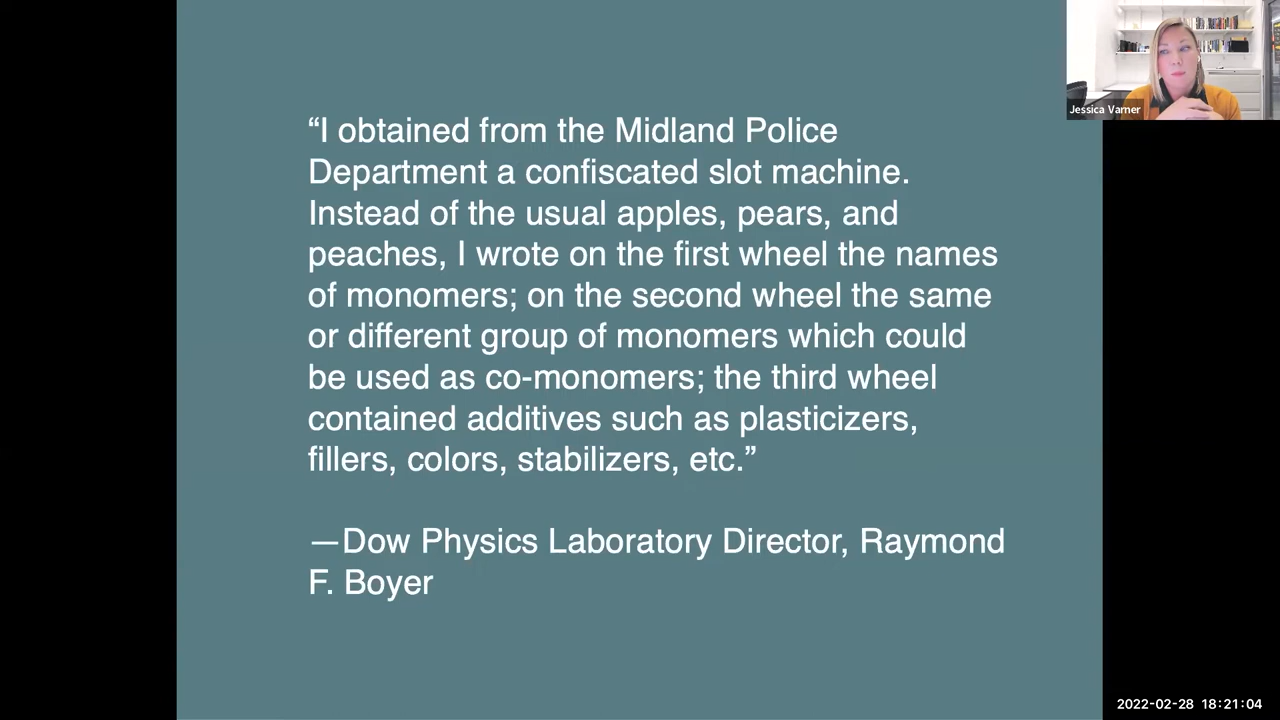 “I obtained from the Midland Police
Department a confiscated slot machine.
Instead of the usual apples, pears, and
peaches, I wrote on the first wheel the names
of monomers; on the second wheel the same
or different group of monomers which could
be used as co-monomers; the third wheel
contained additives such as plasticizers,
fillers, colors, stabilizers, etc.”
—Dow Physics Laboratory Director, Raymond
F. Boyer
Jessica Varner
2022-02-28 18:21:04